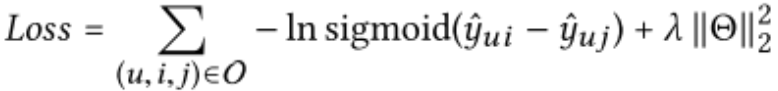 Loss = ∑_{(u,i,j)∈O} − ln sigmoid(ŷ_{ui} − ŷ_{uj}) + λ ‖Θ‖₂²